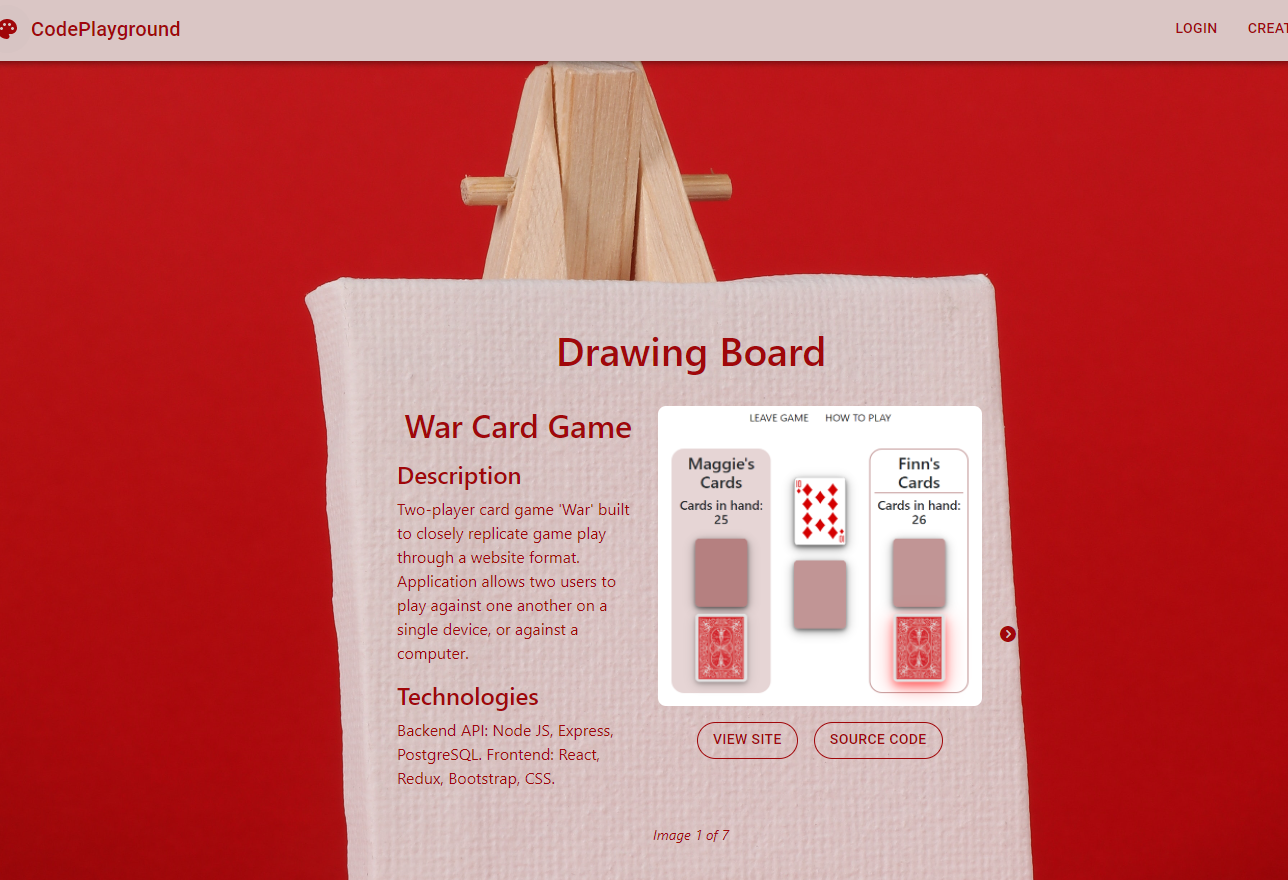 CodePlayground
LOGIN
CREAT
Drawing Board
War Card Game
Description
Two-player card game 'War' built
to closely replicate game play
through a website format.
Application allows two users to
play against one another on a
single device, or against a
computer.
Technologies
Backend API: Node JS, Express,
PostgreSQL. Frontend: React,
Redux, Bootstrap, CSS.
LEAVE GAME HOW TO PLAY
Maggie's
Cards
Cards in hand:
25
10
10
Finn's
Cards
Cards in hand:
26
VIEW SITE
SOURCE CODE
Image 1 of 7